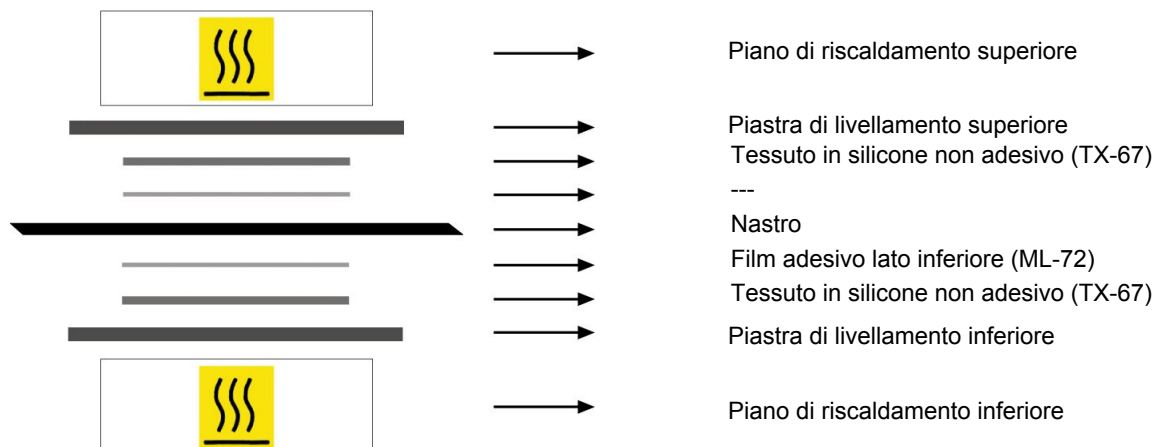 Piano di riscaldamento superiore
Piastra di livellamento superiore
Tessuto in silicone non adesivo (TX-67)
---
Nastro
Film adesivo lato inferiore (ML-72)
Tessuto in silicone non adesivo (TX-67)
Piastra di livellamento inferiore
Piano di riscaldamento inferiore